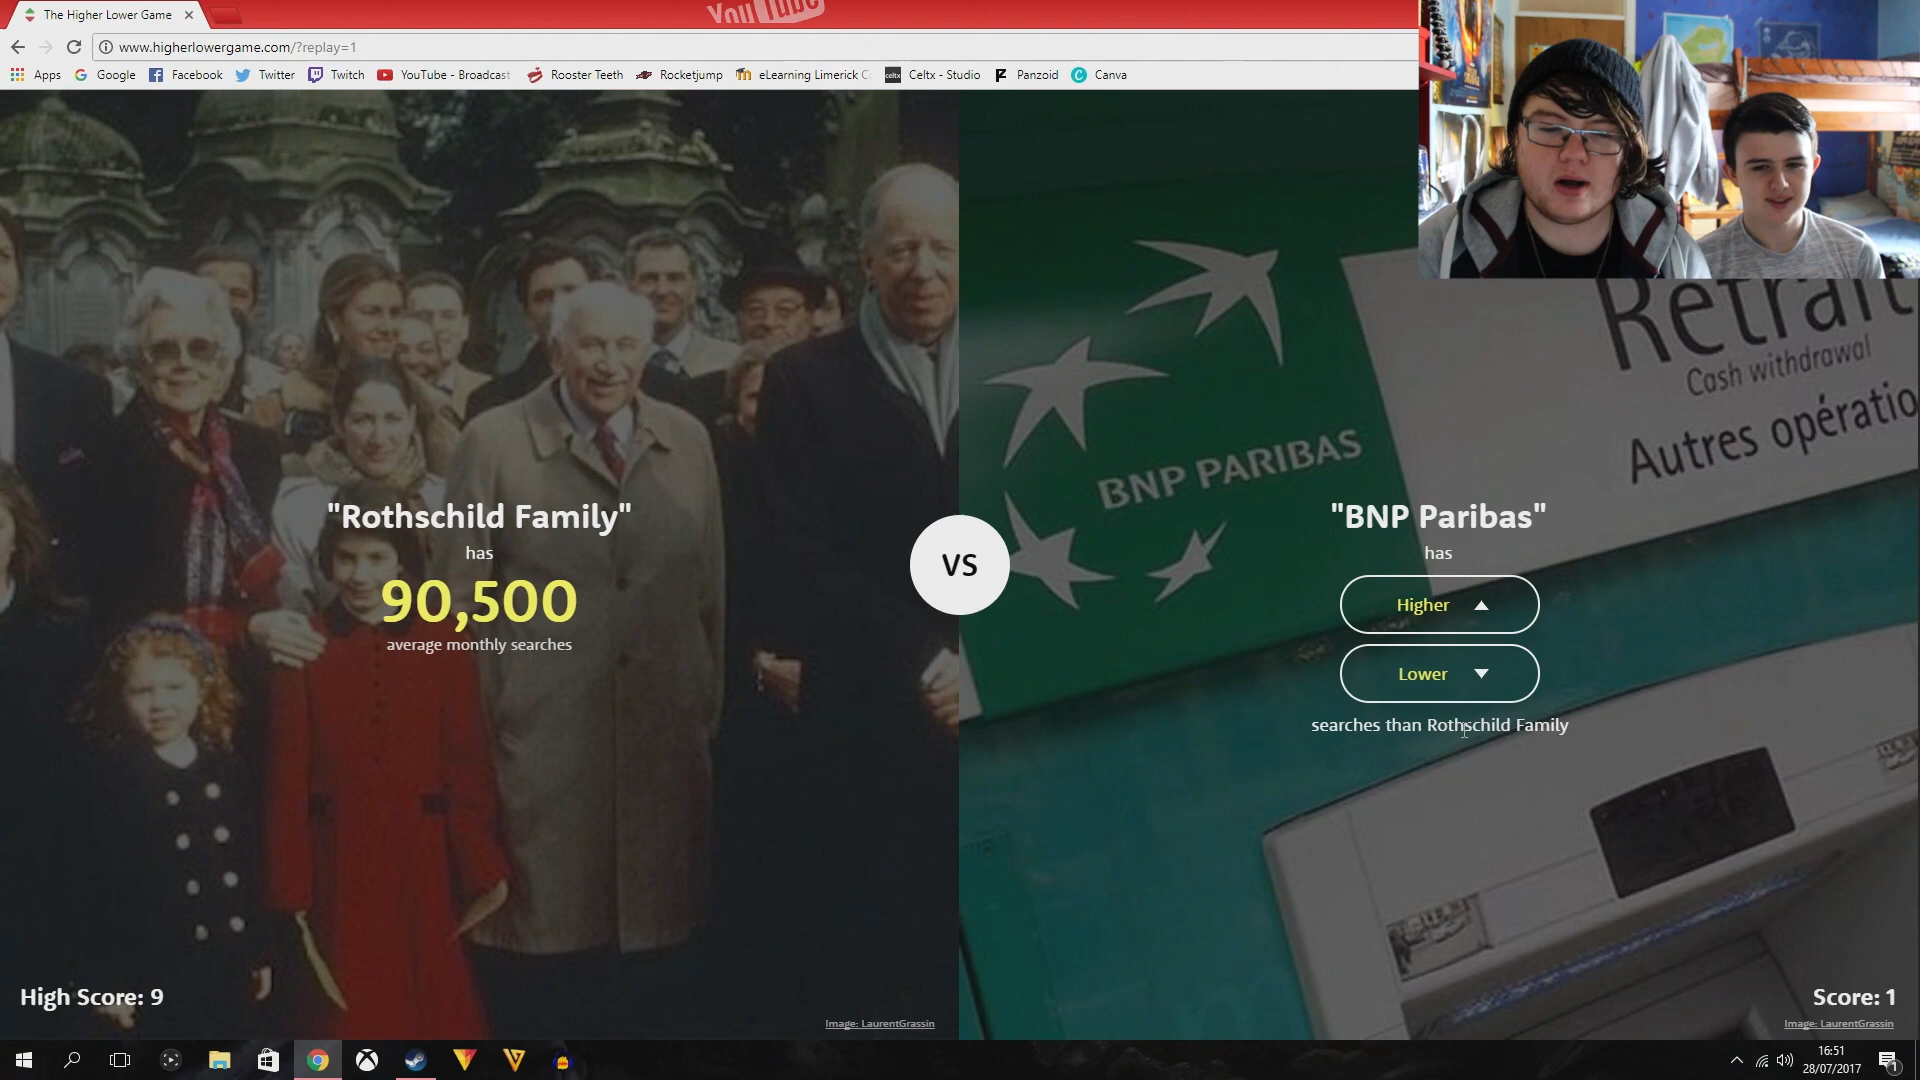 The Higher Lower Game
YouTube
www.higherlowergame.com/?replay=1
Apps
Google
Facebook
Twitter
Twitch
YouTube - Broadcast
Rooster Teeth
Rocketjump
eLearning Limerick C
celtx
Celtx - Studio
Panzoid
Canva
Retrait
Cash withdrawal
Autres opératio
BNP PARIBAS
"Rothschild Family"
has
90,500
average monthly searches
VS
"BNP Paribas"
has
Higher
Lower
searches than Rothschild Family
High Score: 9
Image: LaurentGrassin
Score: 1
Image: LaurentGrassin
16:51
28/07/2017
1